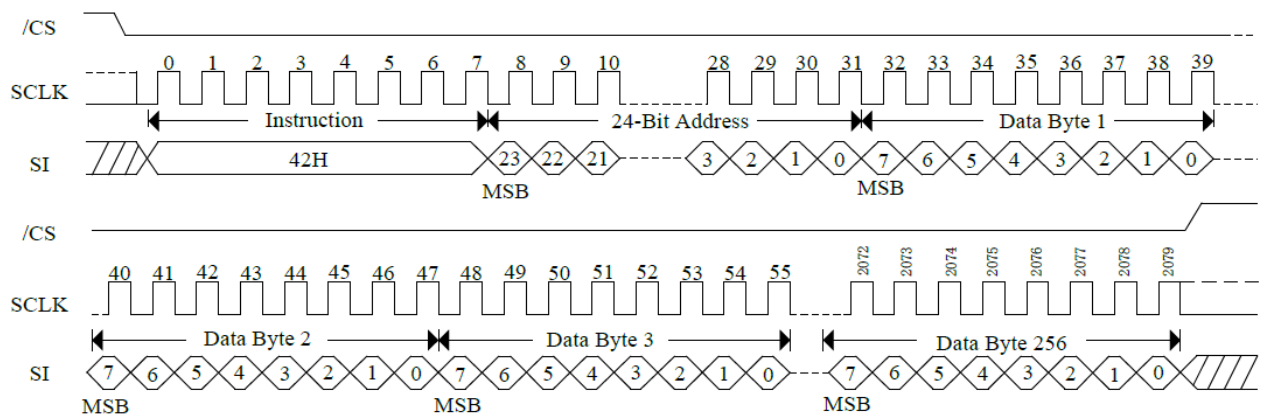 /CS
0 1 2 3 4 5 6 7 8 9 10 28 29 30 31 32 33 34 35 36 37 38 39
SCLK
Instruction 24-Bit Address Data Byte 1
SI 42H 23 22 21 3 2 1 0 7 6 5 4 3 2 1 0
MSB MSB
/CS
40 41 42 43 44 45 46 47 48 49 50 51 52 53 54 55 2072 2073 2074 2075 2076 2077 2078 2079
SCLK
Data Byte 2 Data Byte 3 Data Byte 256
SI 7 6 5 4 3 2 1 0 7 6 5 4 3 2 1 0 7 6 5 4 3 2 1 0
MSB MSB MSB